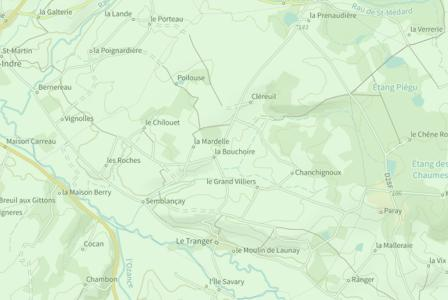 la Galterie
la Lande
le Porteau
la Prenaudière
Rau de St-Médard
la Verrerie
St-Martin
Indre
la Poignardière
Poilouse
Étang Piégu
Bernereau
Cléreuil
Vignolles
le Chilouet
Maison Carreau
la Mardelle
la Bouchoire
le Chêne Ro
les Roches
Étang des
Chaumes
Chanchignoux
le Grand Villiers
la Maison Berry
Breuil aux Gittons
Semblançay
Paray
Le Tranger
Cocan
le Moulin de Launay
la Malleraie
la Vix
l'Ozance
Chambon
l'Île Savary
Ranger